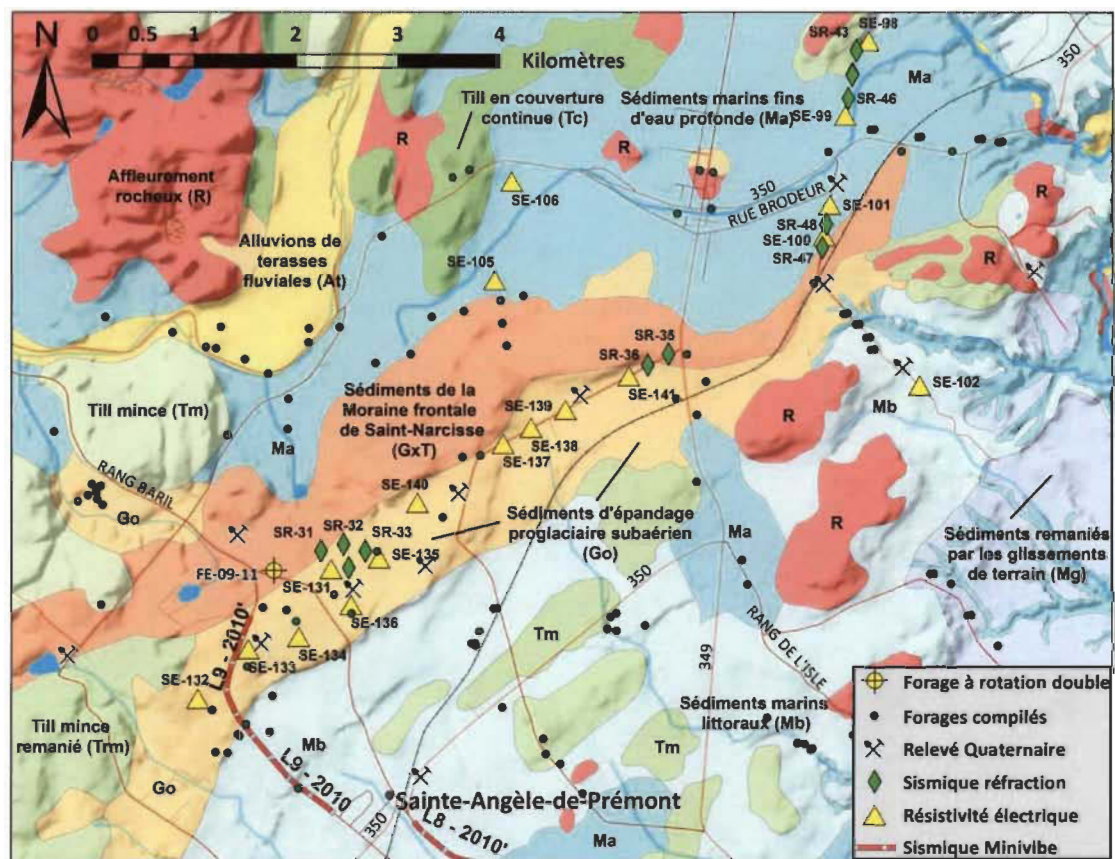 N
0 0.5 1 2 3 4
Kilomètres
SR-43
SE-98
350
Ma
Till en couverture
continue (Tc)
Sédiments marins fins
d'eau profonde (Ma)
SR-46
SE-99
R
R
R
R
Affleurement
rocheux (R)
350
RUE BRODEUR
SE-106
SE-101
SR-48
SE-100
SR-47
Alluvions de
terasses
fluviales (At)
R
SE-105
SR-35
SR-36
SE-141
SE-102
Mb
Sédiments de la
Moraine frontale
de Saint-Narcisse
(GxT)
SE-139
SE-138
SE-137
R
Till mince (Tm)
Ma
RANG BARIL
Go
SE-140
Sédiments d'épandage
proglaciaire subaérien (Go)
R
Ma
Sédiments remaniés
par les glissements
de terrain (Mg)
SR-31
SR-32
SR-33
SE-135
FE-09-11
SE-131
SE-136
350
Tm
RANG DE L'ISLE
349
L9 - 2010'
SE-134
SE-133
SE-132
Till mince
remanié (Trm)
Sédiments marins
littoraux (Mb)
Mb
Tm
Go
L9 - 2010
Sainte-Angèle-de-Prémont
350
L8 - 2010'
Ma
Forage à rotation double
Forages compilés
Relevé Quaternaire
Sismique réfraction
Résistivité électrique
Sismique Minivibe